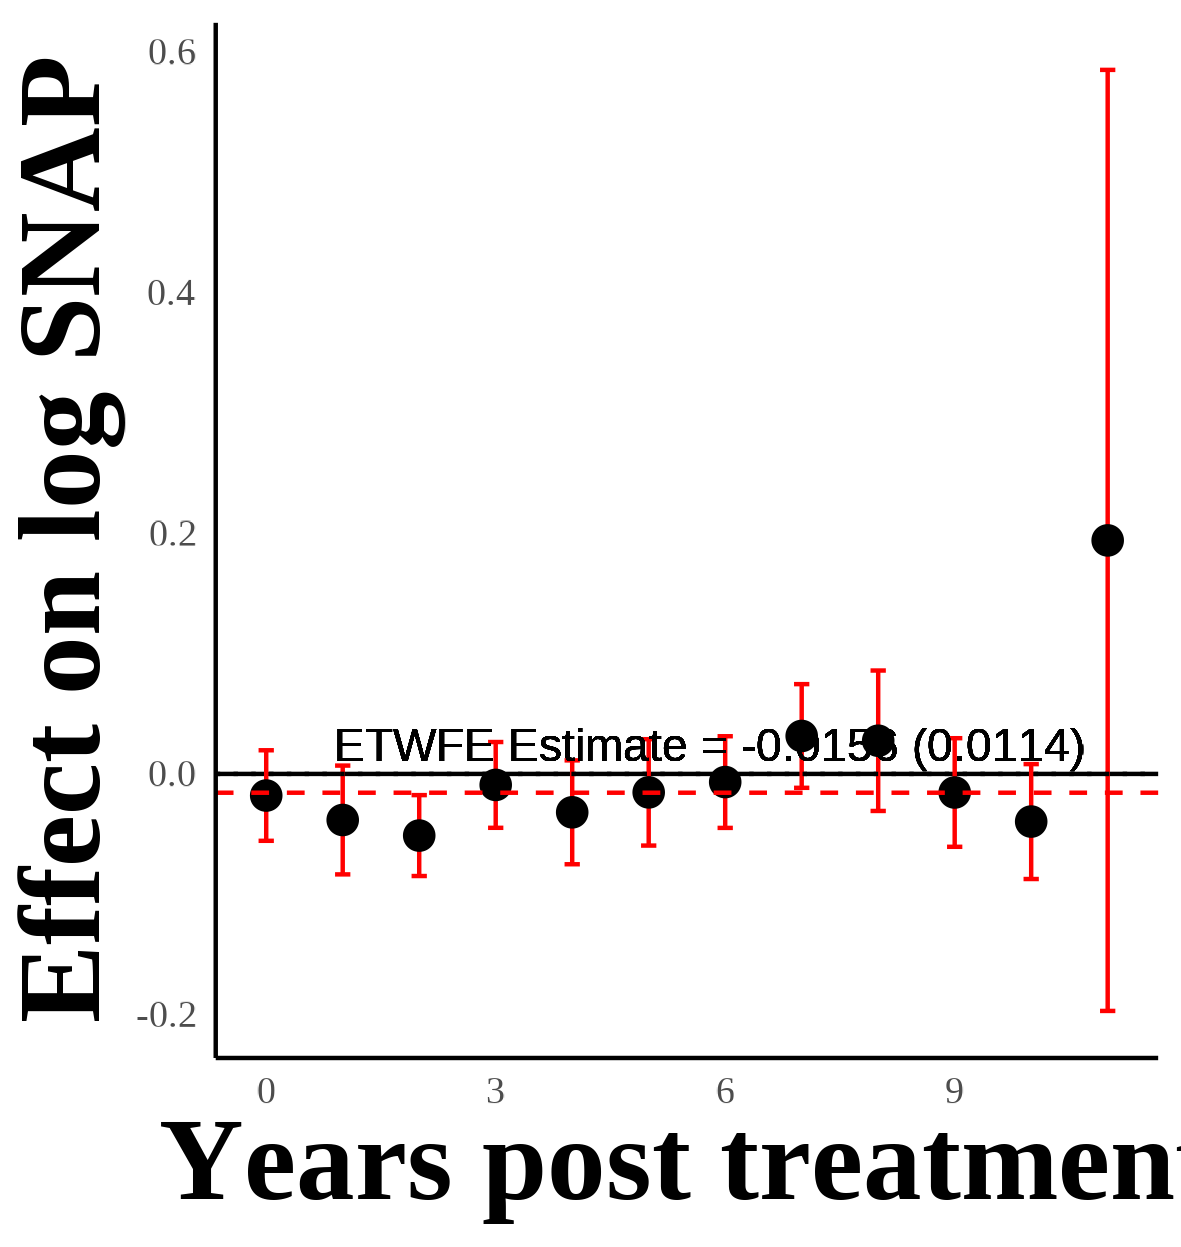 Effect on log SNAP
0.6
0.4
0.2
0.0
-0.2
ETWFE Estimate = -0.0156 (0.0114)
0 3 6 9
Years post treatment